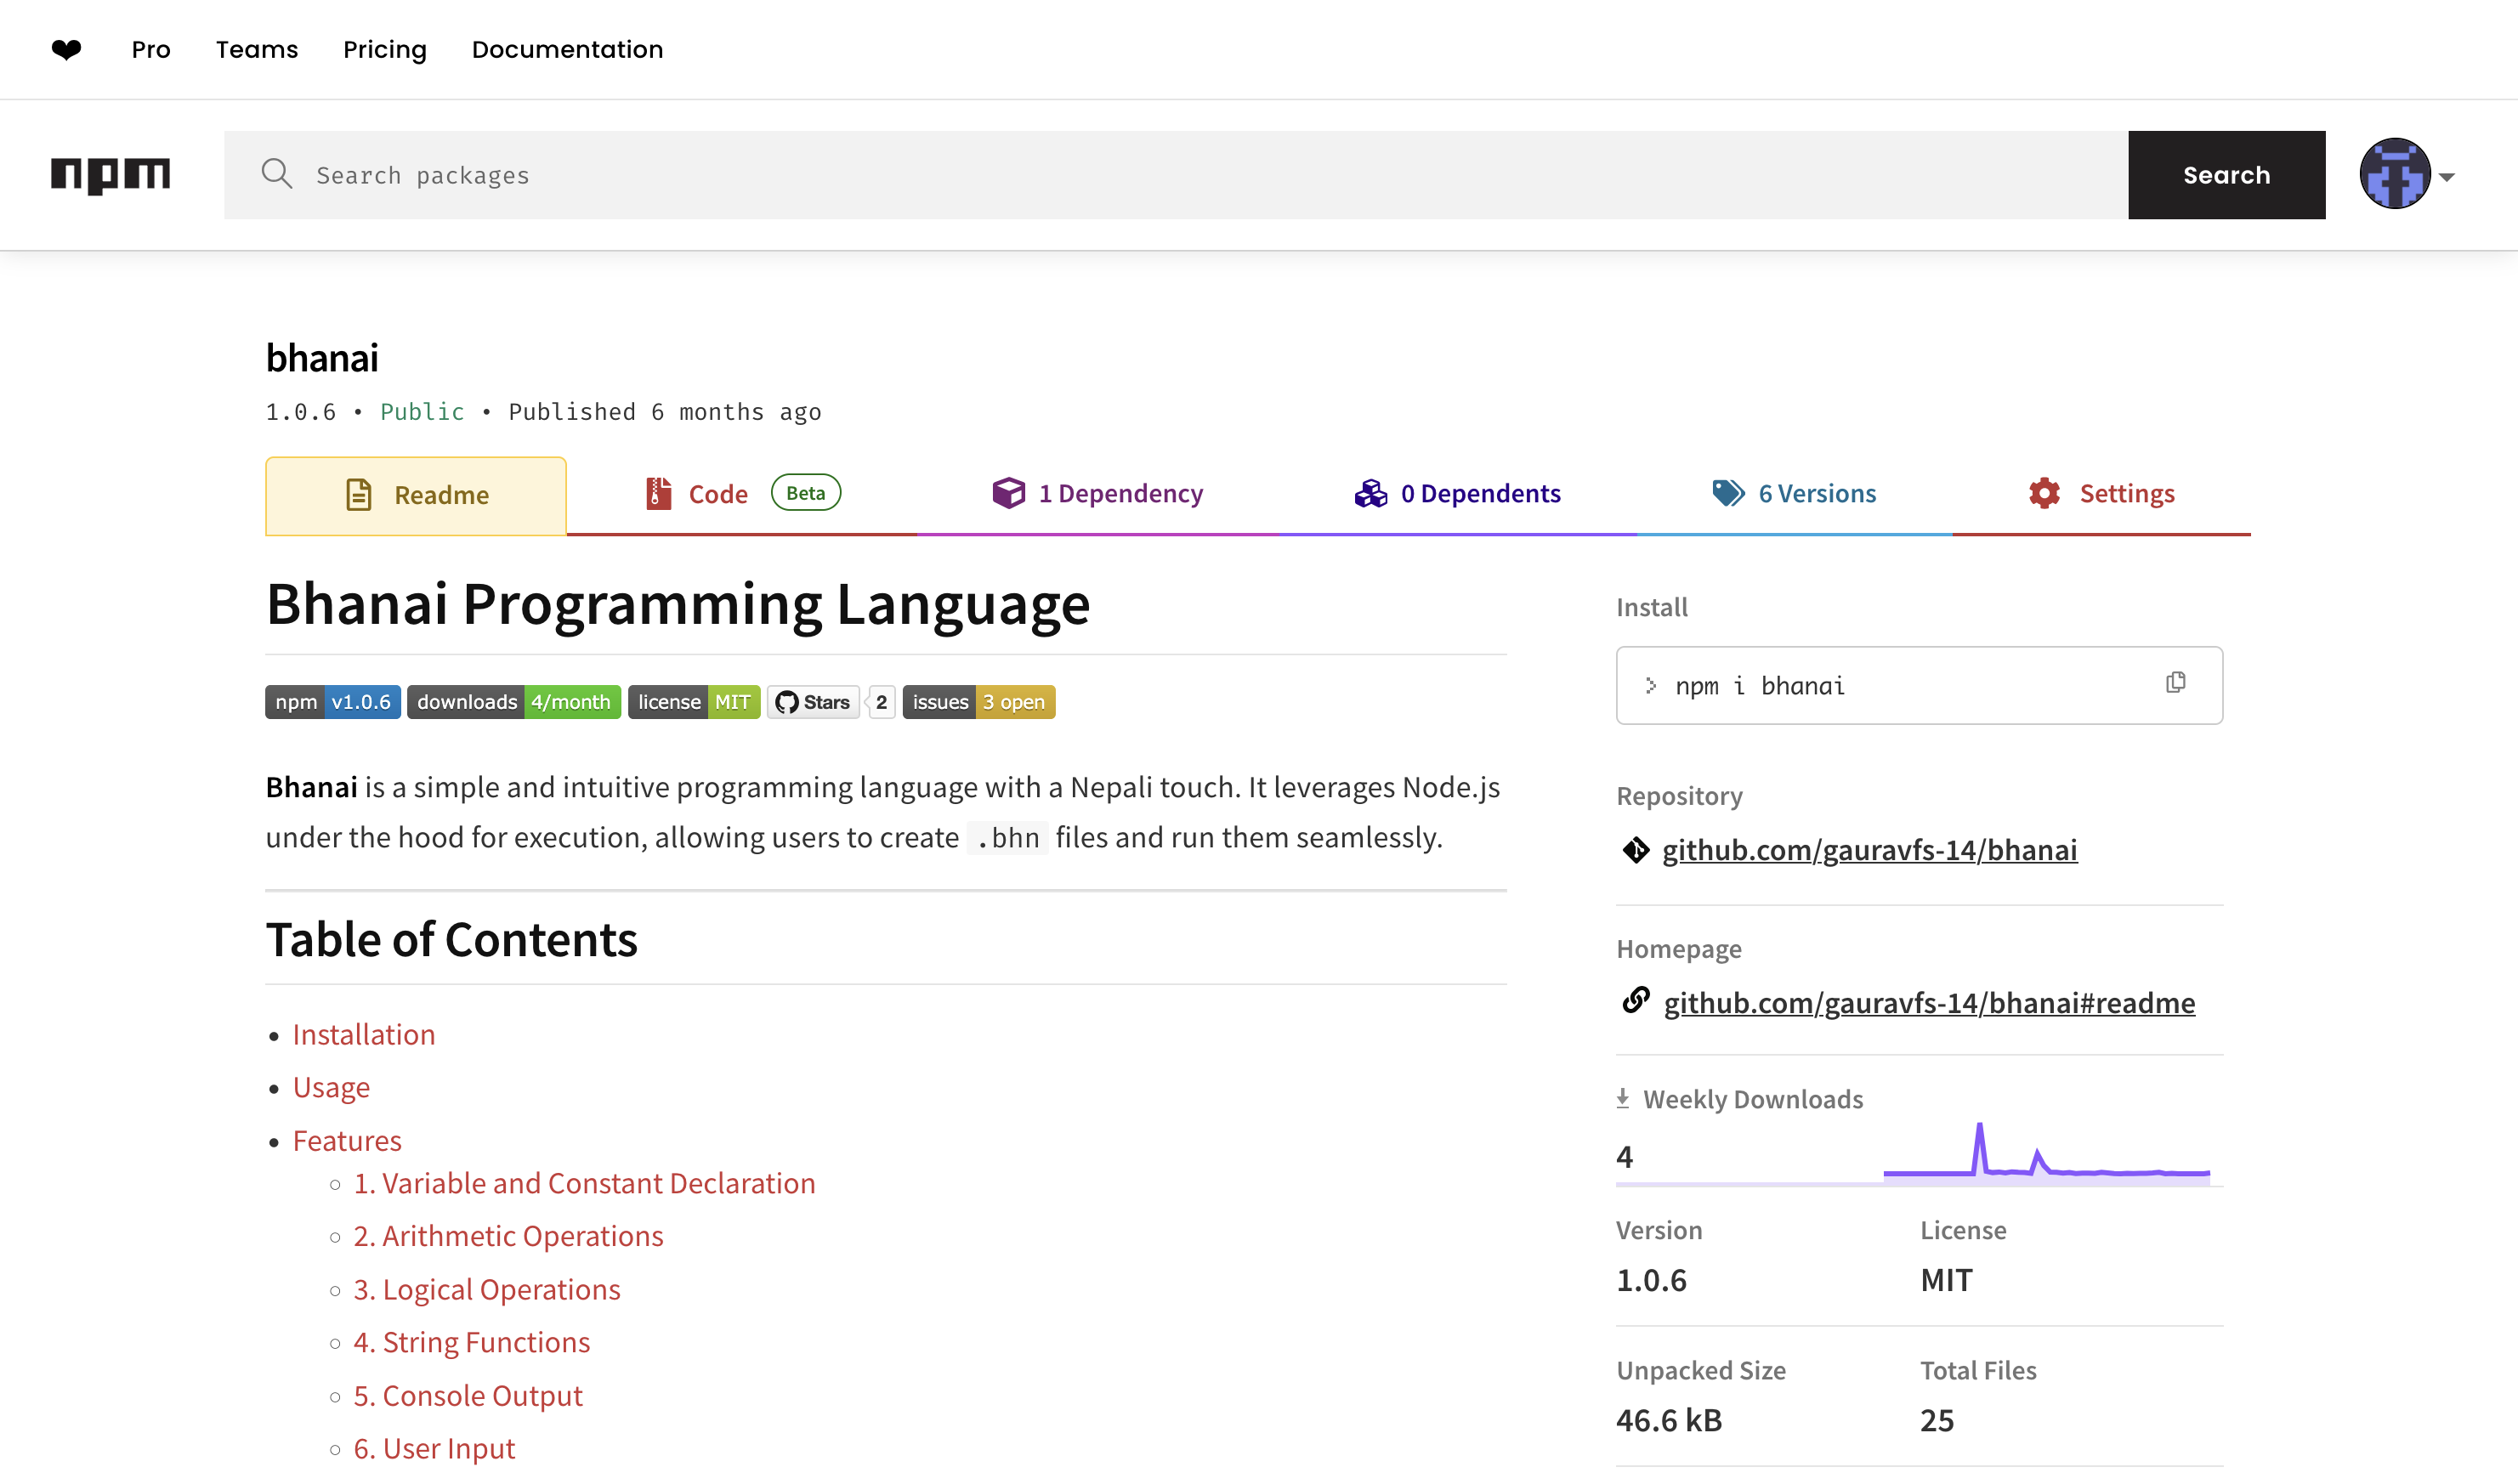 Pro Teams Pricing Documentation
npm Search packages Search
bhanai
1.0.6 • Public • Published 6 months ago
Readme Code Beta 1 Dependency 0 Dependents 6 Versions Settings
Bhanai Programming Language
npm v1.0.6 downloads 4/month license MIT Stars 2 issues 3 open
Bhanai is a simple and intuitive programming language with a Nepali touch. It leverages Node.js
under the hood for execution, allowing users to create .bhn files and run them seamlessly.
Table of Contents
• Installation
• Usage
• Features
◦ 1. Variable and Constant Declaration
◦ 2. Arithmetic Operations
◦ 3. Logical Operations
◦ 4. String Functions
◦ 5. Console Output
◦ 6. User Input
Install
npm i bhanai
Repository
github.com/gauravfs-14/bhanai
Homepage
github.com/gauravfs-14/bhanai#readme
Weekly Downloads
4
Version License
1.0.6 MIT
Unpacked Size Total Files
46.6 kB 25